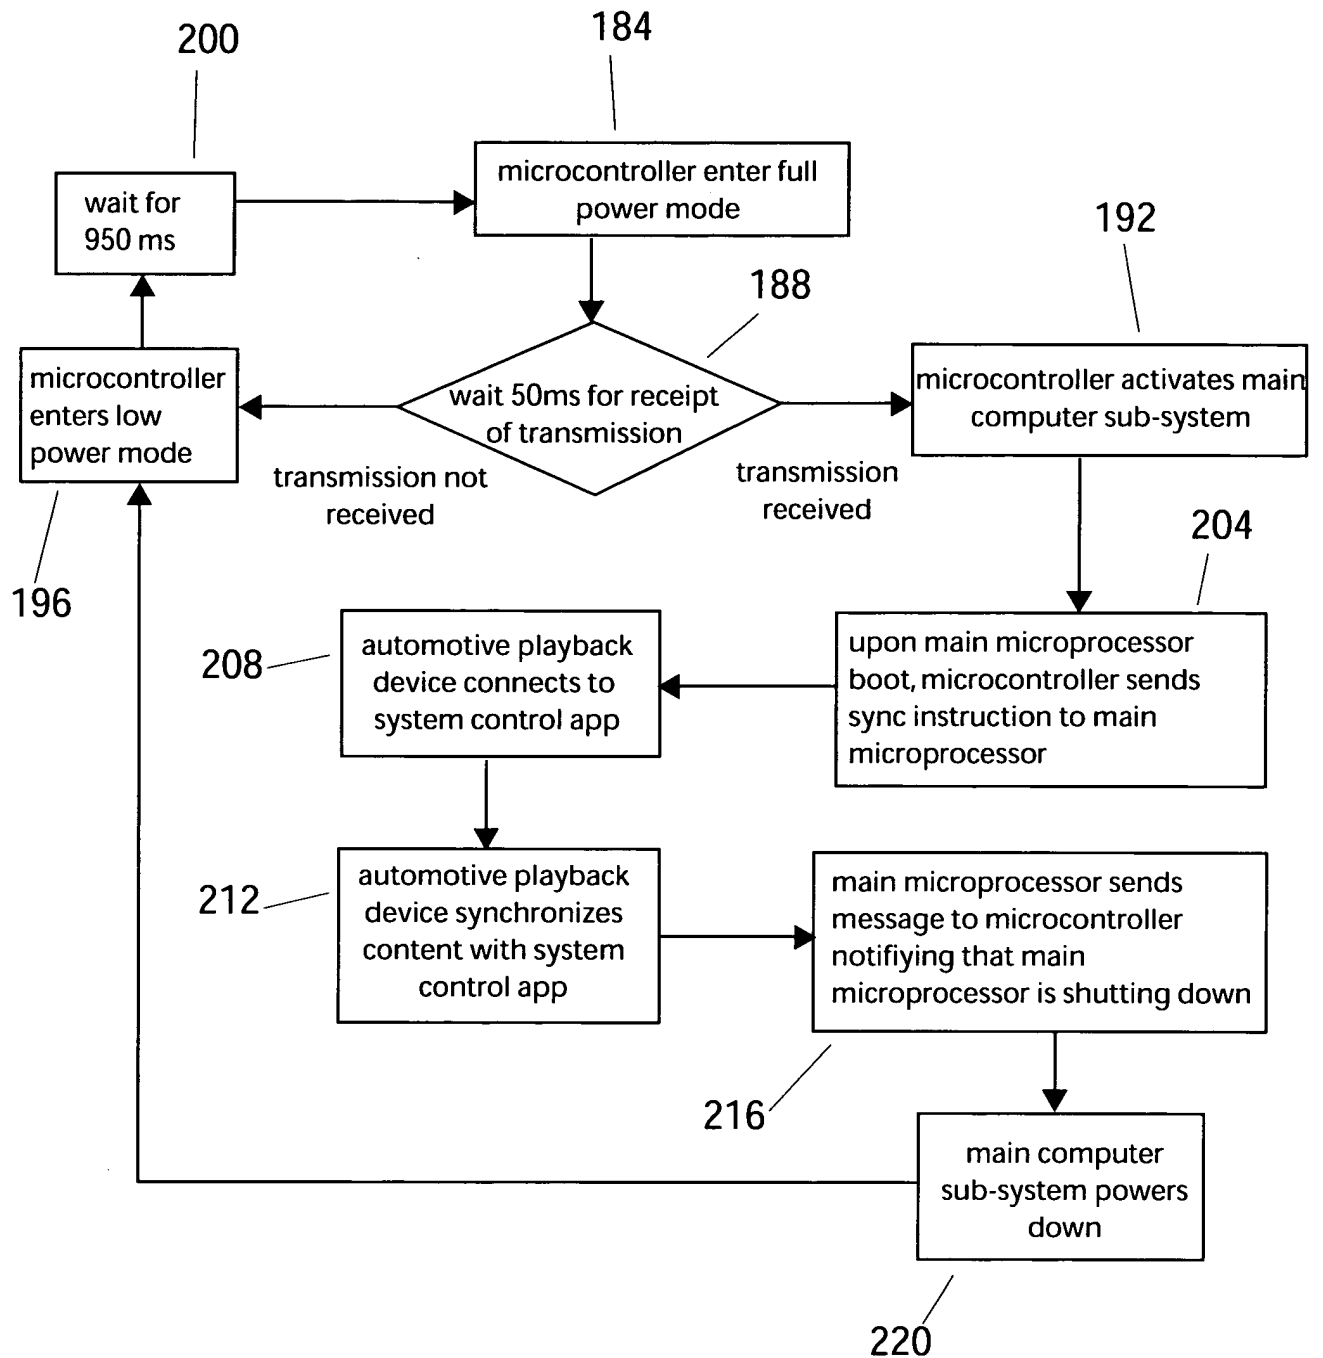 200
184
wait for
950 ms
microcontroller enter full
power mode
192
188
microcontroller
enters low
power mode
wait 50ms for receipt
of transmission
microcontroller activates main
computer sub-system
transmission not
received
transmission
received
196
204
208
automotive playback
device connects to
system control app
upon main microprocessor
boot, microcontroller sends
sync instruction to main
microprocessor
212
automotive playback
device synchronizes
content with system
control app
main microprocessor sends
message to microcontroller
notifiying that main
microprocessor is shutting down
216
main computer
sub-system powers
down
220